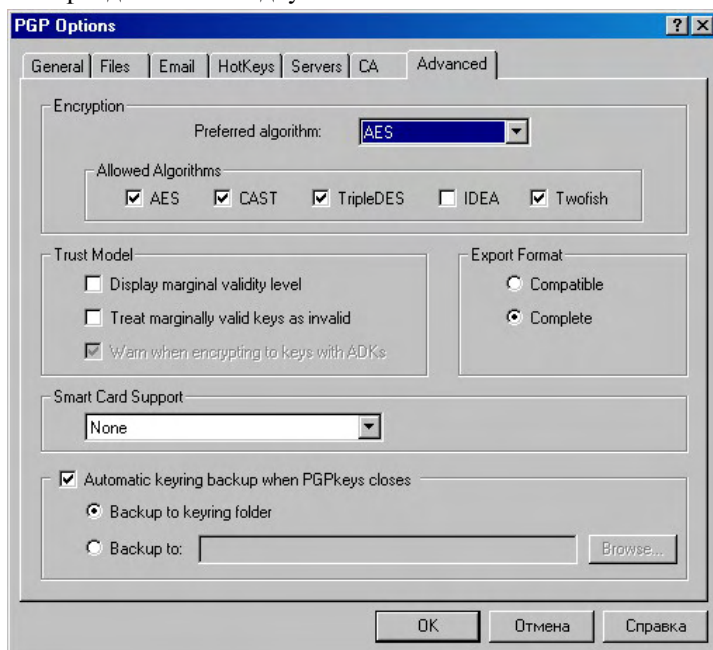 PGP Options
General Files Email HotKeys Servers CA Advanced
Encryption
Preferred algorithm: AES
Allowed Algorithms
AES CAST TripleDES IDEA Twofish
Trust Model
Display marginal validity level
Treat marginally valid keys as invalid
Warn when encrypting to keys with ADKs
Export Format
Compatible
Complete
Smart Card Support
None
Automatic keyring backup when PGPkeys closes
Backup to keyring folder
Backup to: Browse...
OK Отмена Справка